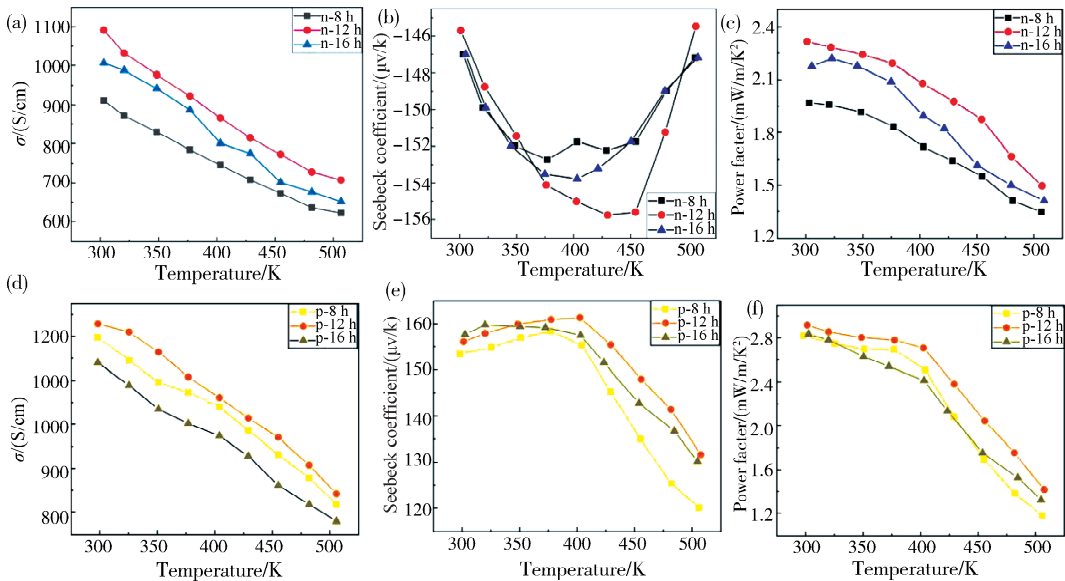 (a)
1100
1000
900
800
700
600
σ/(S/cm)
n-8 h
n-12 h
n-16 h
300 350 400 450 500
Temperature/K
(b)
−146
−148
−150
−152
−154
−156
Seebeck coefficient/(μv/k)
n-8 h
n-12 h
n-16 h
300 350 400 450 500
Temperature/K
(c)
2.4
2.1
1.8
1.5
1.2
Power facter/(mW/m/K²)
n-8 h
n-12 h
n-16 h
300 350 400 450 500
Temperature/K
(d)
1200
1000
1000
900
800
σ/(S/cm)
p-8 h
p-12 h
p-16 h
300 350 400 450 500
Temperature/K
(e)
160
150
140
130
120
Seebeck coefficient/(μv/k)
p-8 h
p-12 h
p-16 h
300 350 400 450 500
Temperature/K
(f)
2.8
2.4
2.0
1.6
1.2
Power facter/(mW/m/K²)
p-8 h
p-12 h
p-16 h
300 350 400 450 500
Temperature/K